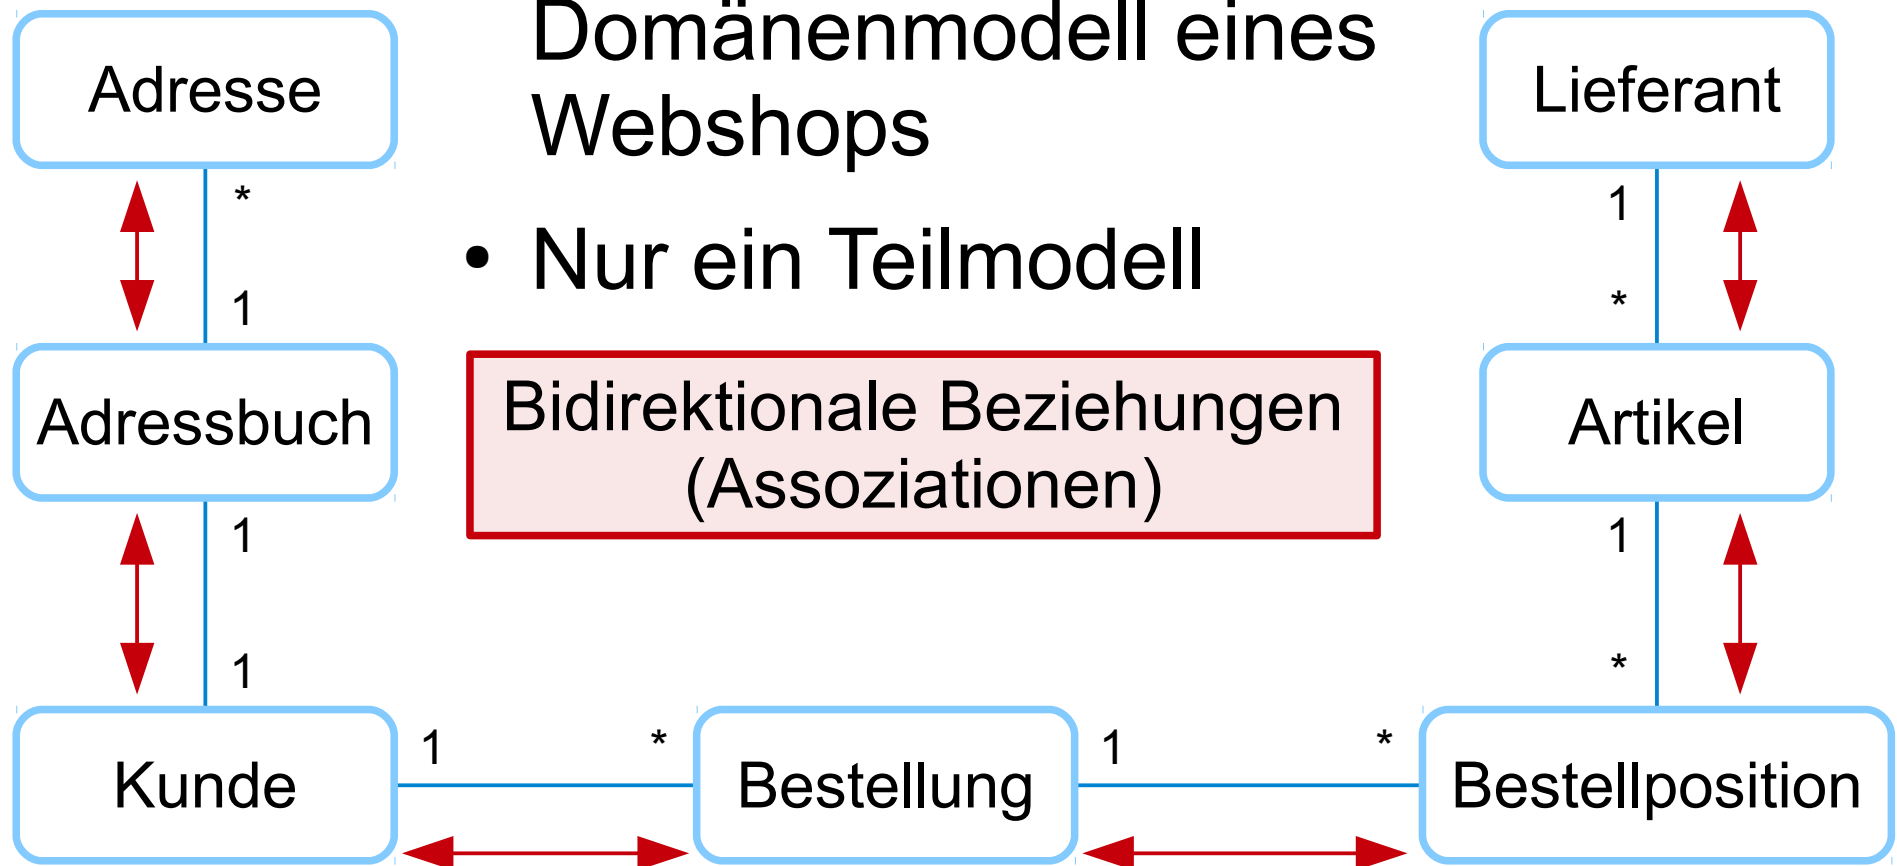 Domänenmodell eines
Webshops
• Nur ein Teilmodell
Bidirektionale Beziehungen
(Assoziationen)
Adresse
*
1
Adressbuch
1
1
Kunde
1
*
Bestellung
1
*
Bestellposition
*
1
Artikel
*
1
Lieferant